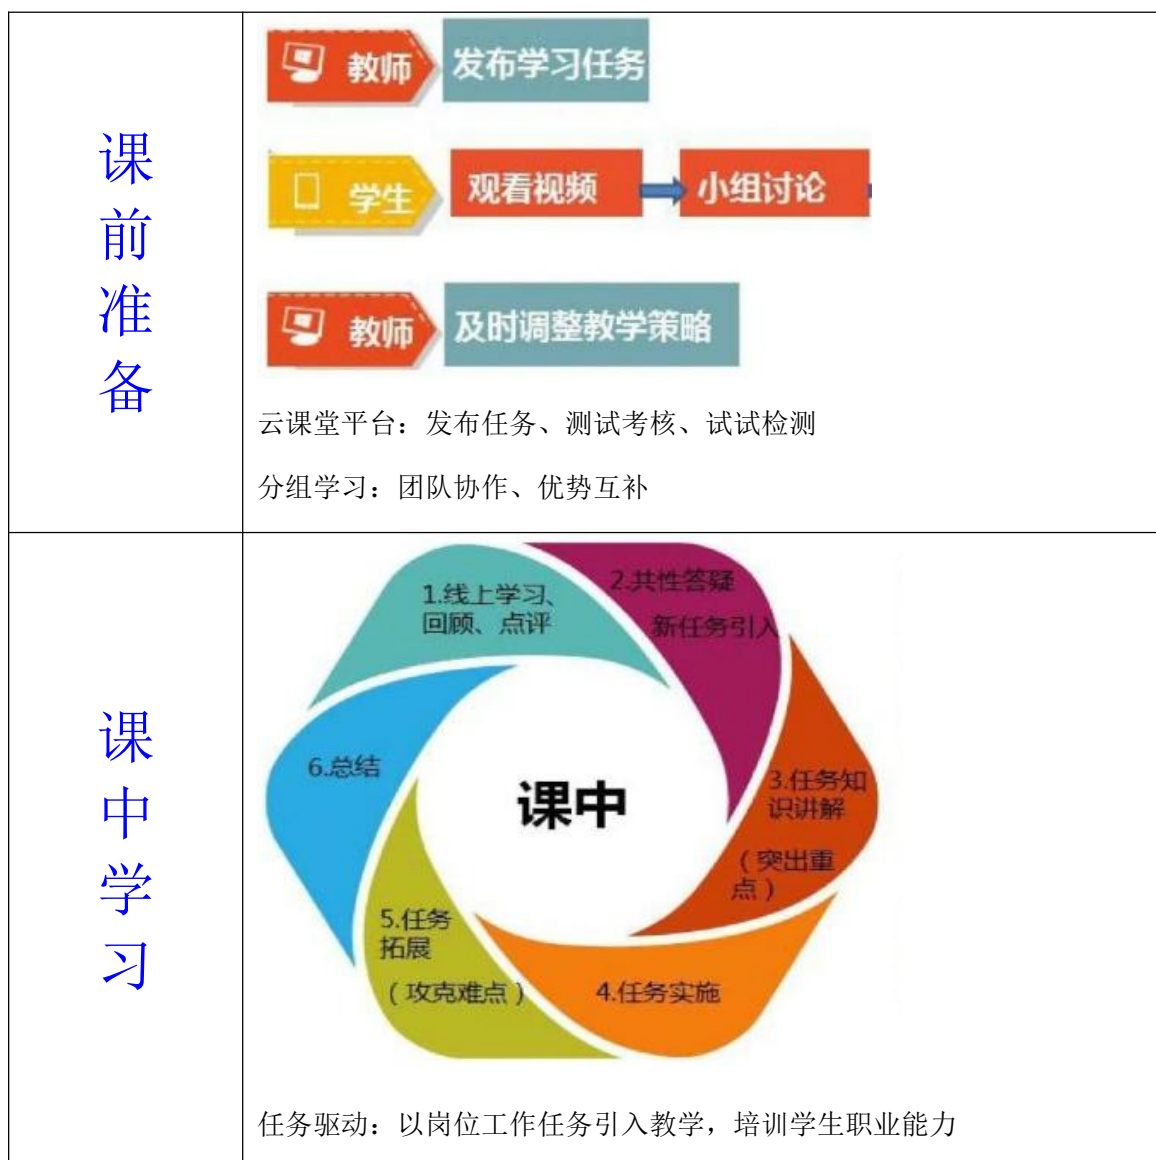 课前准备
教师 发布学习任务
学生 观看视频 小组讨论
教师 及时调整教学策略
云课堂平台：发布任务、测试考核、试试检测
分组学习：团队协作、优势互补
课中学习
1.线上学习、
回顾、点评
2.共性答疑
新任务引入
3.任务知
识讲解
（突出重
点）
4.任务实施
5.任务
拓展
（攻克难点）
6.总结
课中
任务驱动：以岗位工作任务引入教学，培训学生职业能力